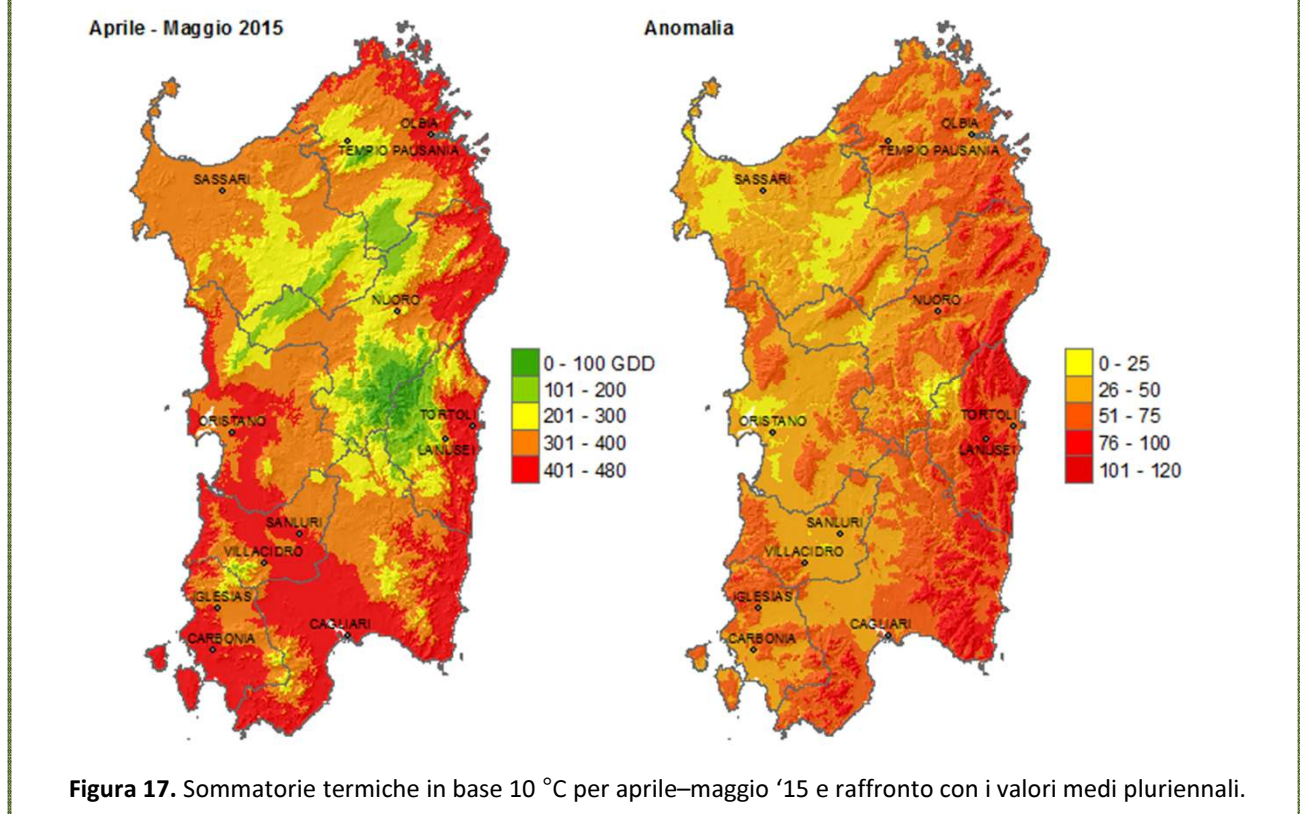 Aprile - Maggio 2015
Anomalia
OLBIA
TEMPIO PAUSANIA
SASSARI
NUORO
ORISTANO
TORTOLI
LANUSEI
SANLURI
VILLACIDRO
IGLESIAS
CAGLIARI
CARBONIA
0 - 100 GDD
101 - 200
201 - 300
301 - 400
401 - 480
OLBIA
TEMPIO PAUSANIA
SASSARI
NUORO
ORISTANO
TORTOLI
LANUSEI
SANLURI
VILLACIDRO
IGLESIAS
CAGLIARI
CARBONIA
0 - 25
26 - 50
51 - 75
76 - 100
101 - 120
Figura 17. Sommatorie termiche in base 10 °C per aprile–maggio ‘15 e raffronto con i valori medi pluriennali.